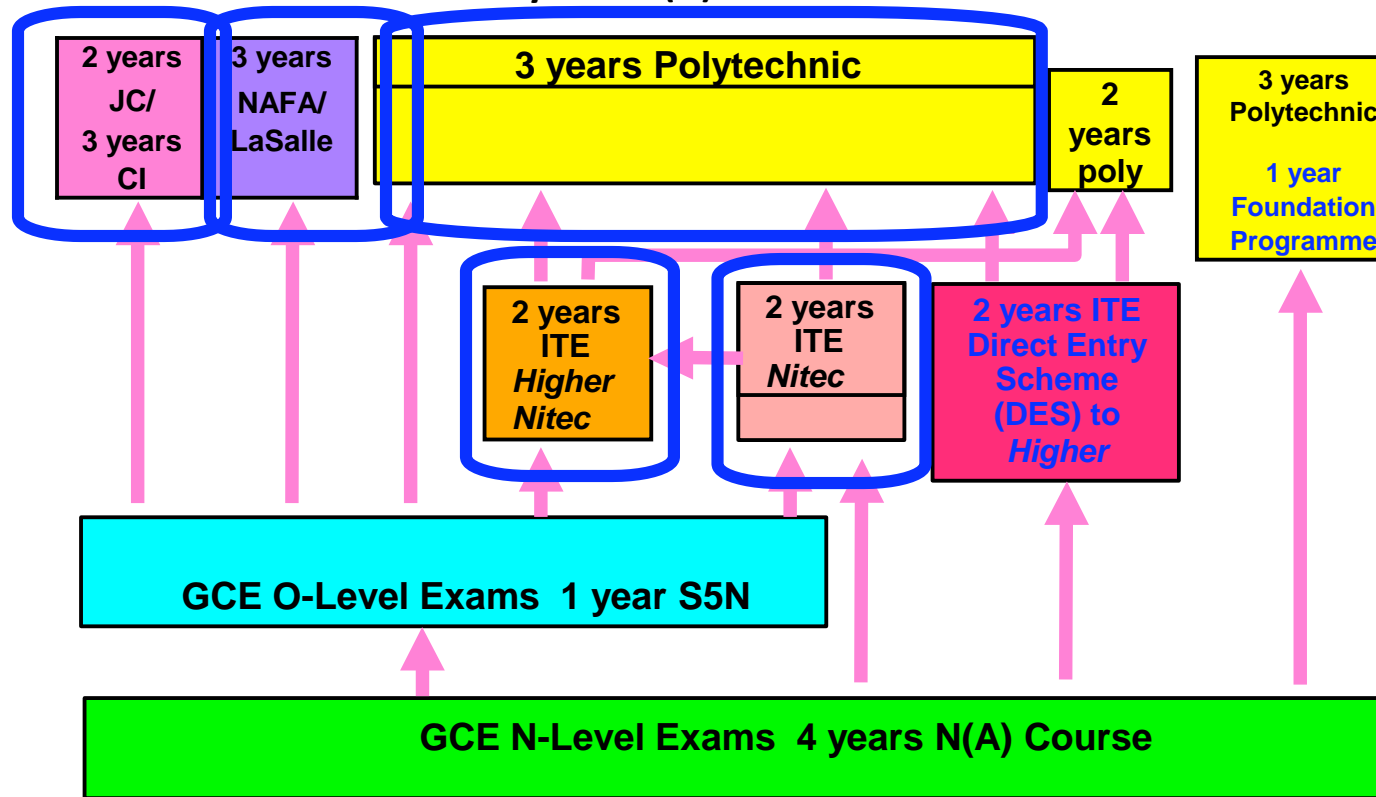 2 years
JC/
3 years
CI
3 years
NAFA/
LaSalle
3 years Polytechnic
2
years
poly
3 years
Polytechnic
1 year
Foundation
Programme
2 years
ITE
Higher
Nitec
2 years
ITE
Nitec
2 years ITE
Direct Entry
Scheme
(DES) to
Higher
GCE O-Level Exams 1 year S5N
GCE N-Level Exams 4 years N(A) Course